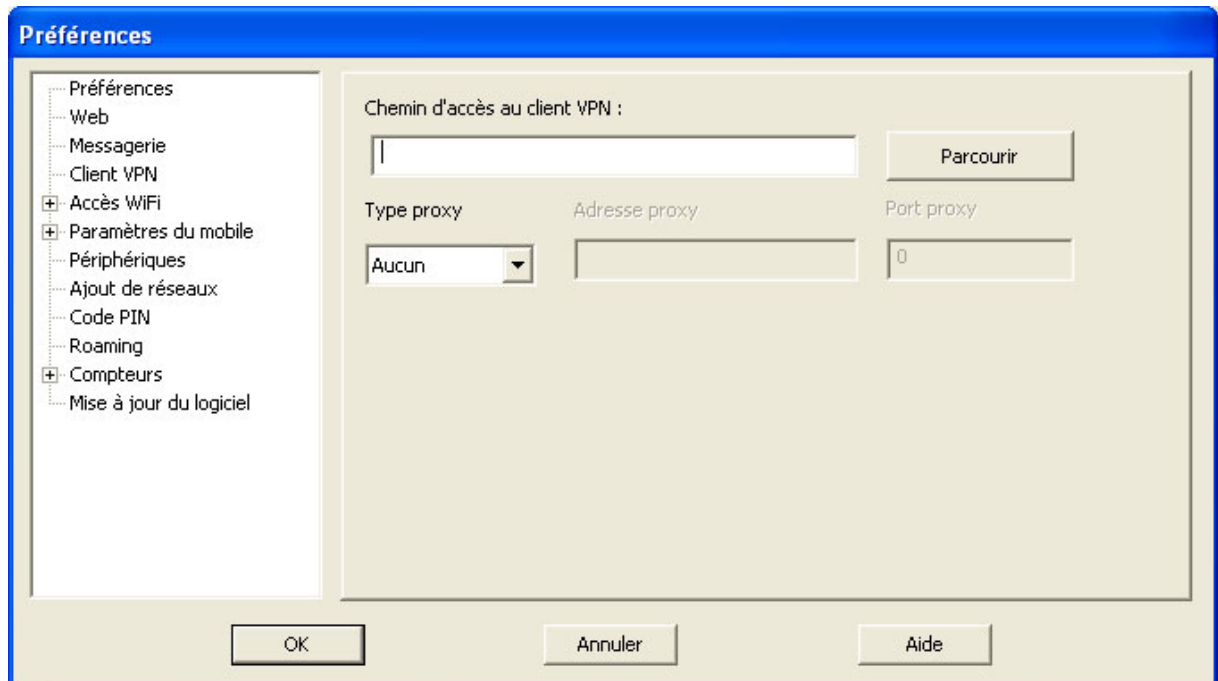 Préférences
Préférences
Web
Messagerie
Client VPN
Accès WiFi
Paramètres du mobile
Périphériques
Ajout de réseaux
Code PIN
Roaming
Compteurs
Mise à jour du logiciel
Chemin d'accès au client VPN :
Parcourir
Type proxy Adresse proxy Port proxy
Aucun 0
OK Annuler Aide